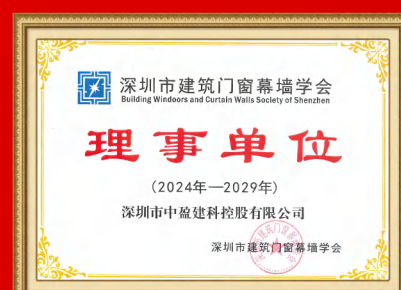 深圳市建筑门窗幕墙学会
Building Windoors and Curtain Walls Society of Shenzhen
理事单位
(2024年—2029年)
深圳市中盈建科控股有限公司
深圳市建筑门窗幕墙学会